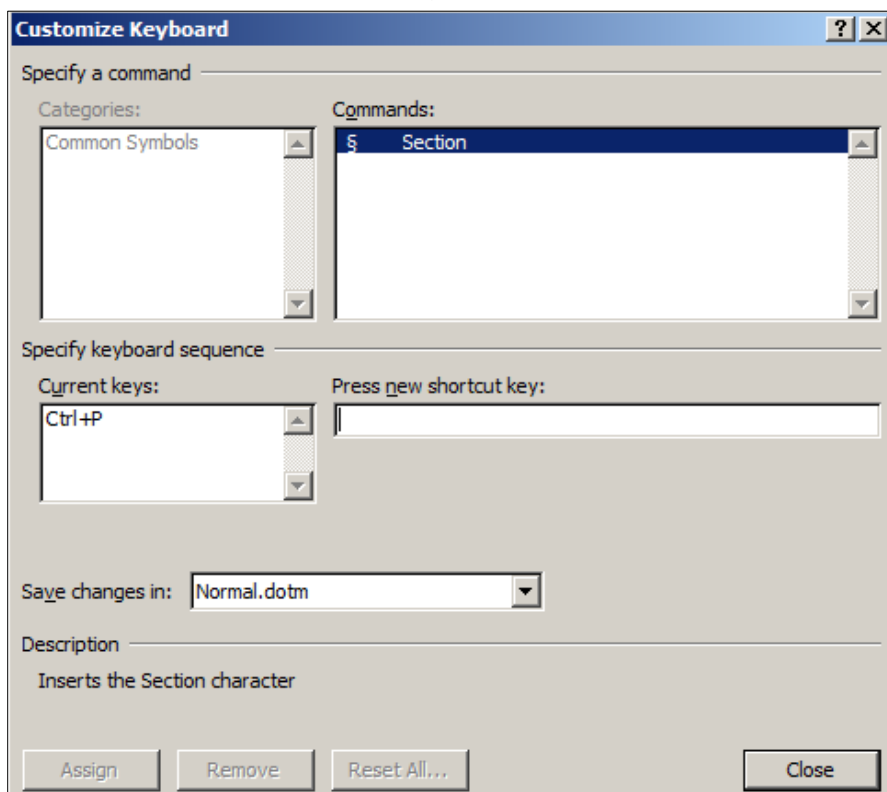 Customize Keyboard
Specify a command
Categories: Commands:
Common Symbols § Section
Specify keyboard sequence
Current keys: Press new shortcut key:
Ctrl+P
Save changes in: Normal.dotm
Description
Inserts the Section character
Assign Remove Reset All... Close